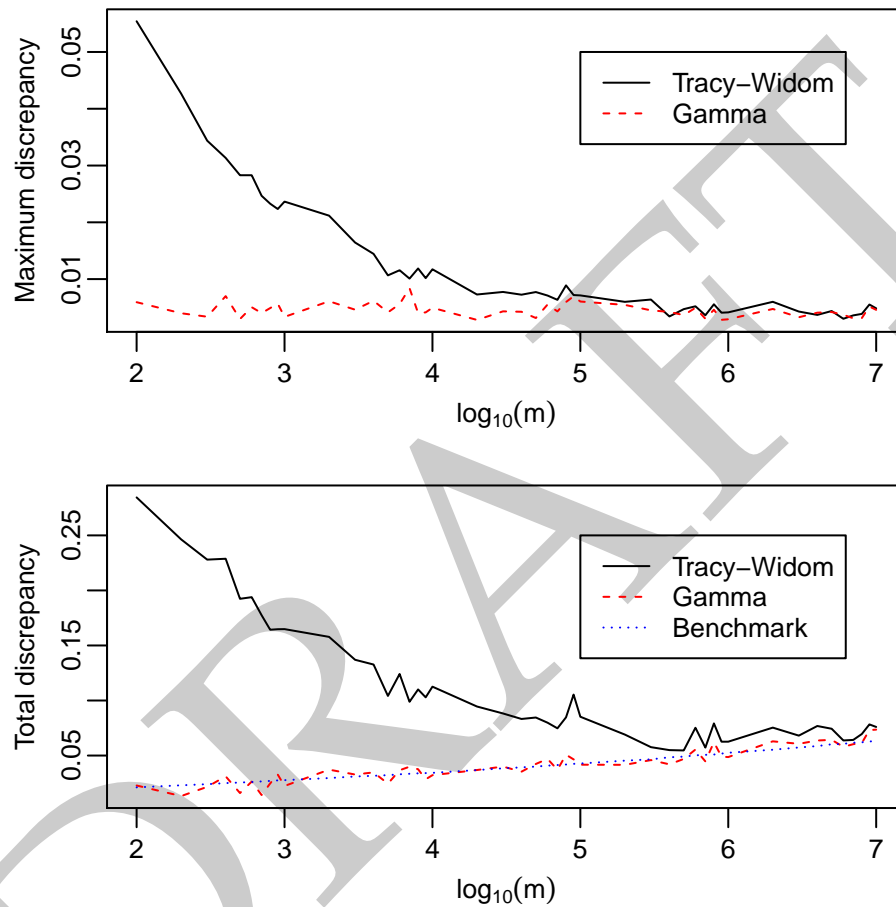 Maximum discrepancy
0.05
0.03
0.01
Tracy−Widom
Gamma
2 3 4 5 6 7
log₁₀(m)
Total discrepancy
0.25
0.15
0.05
Tracy−Widom
Gamma
Benchmark
2 3 4 5 6 7
log₁₀(m)
DRAFT